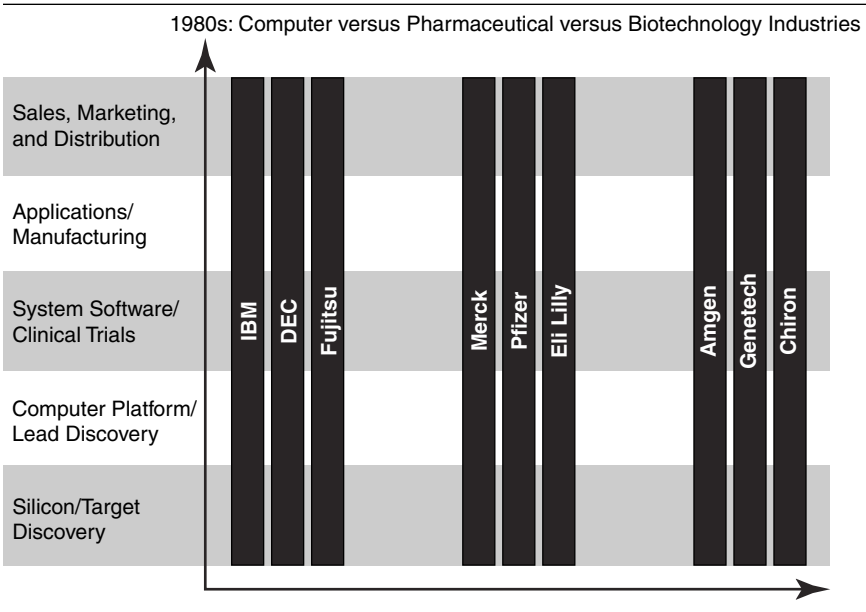 1980s: Computer versus Pharmaceutical versus Biotechnology Industries
Sales, Marketing,
and Distribution
Applications/
Manufacturing
System Software/
Clinical Trials
Computer Platform/
Lead Discovery
Silicon/Target
Discovery
IBM
DEC
Fujitsu
Merck
Pfizer
Eli Lilly
Amgen
Genetech
Chiron